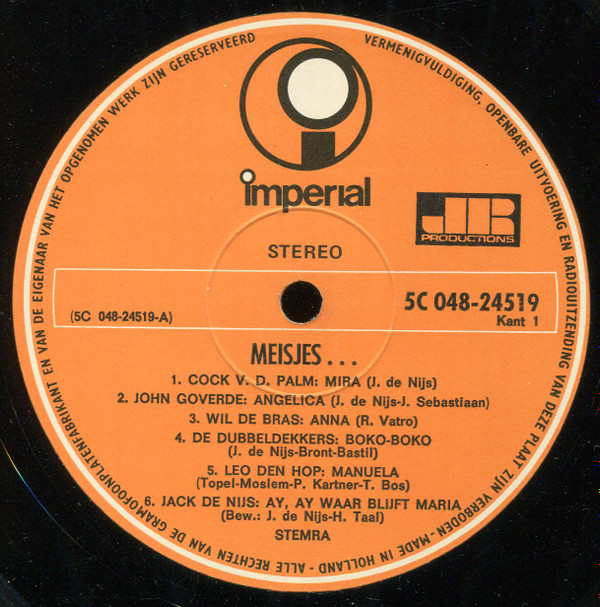 ALLE RECHTEN VAN DE GRAMOFOONPLATENFABRIKANT EN VAN DE EIGENAAR VAN HET OPGENOMEN WERK ZIJN GERESERVEERD
VERMENIGVULDIGING, OPENBARE UITVOERING EN RADIOUITZENDING VAN DEZE PLAAT ZIJN VERBODEN-MADE IN HOLLAND-
imperial
JR
PRODUCTIONS
STEREO
5C 048-24519
(5C 048-24519-A)
Kant 1
MEISJES...
1. COCK V. D. PALM: MIRA (J. de Nijs)
2. JOHN GOVERDE: ANGELICA (J. de Nijs-J. Sebastiaan)
3. WIL DE BRAS: ANNA (R. Vatro)
4. DE DUBBELDEKKERS: BOKO-BOKO
(J. de Nijs-Bront-Bastil)
5. LEO DEN HOP: MANUELA
(Topel-Moslem-P. Kartner-T. Bos)
6. JACK DE NIJS: AY, AY WAAR BLIJFT MARIA
(Bew.: J. de Nijs-H. Taal)
STEMRA